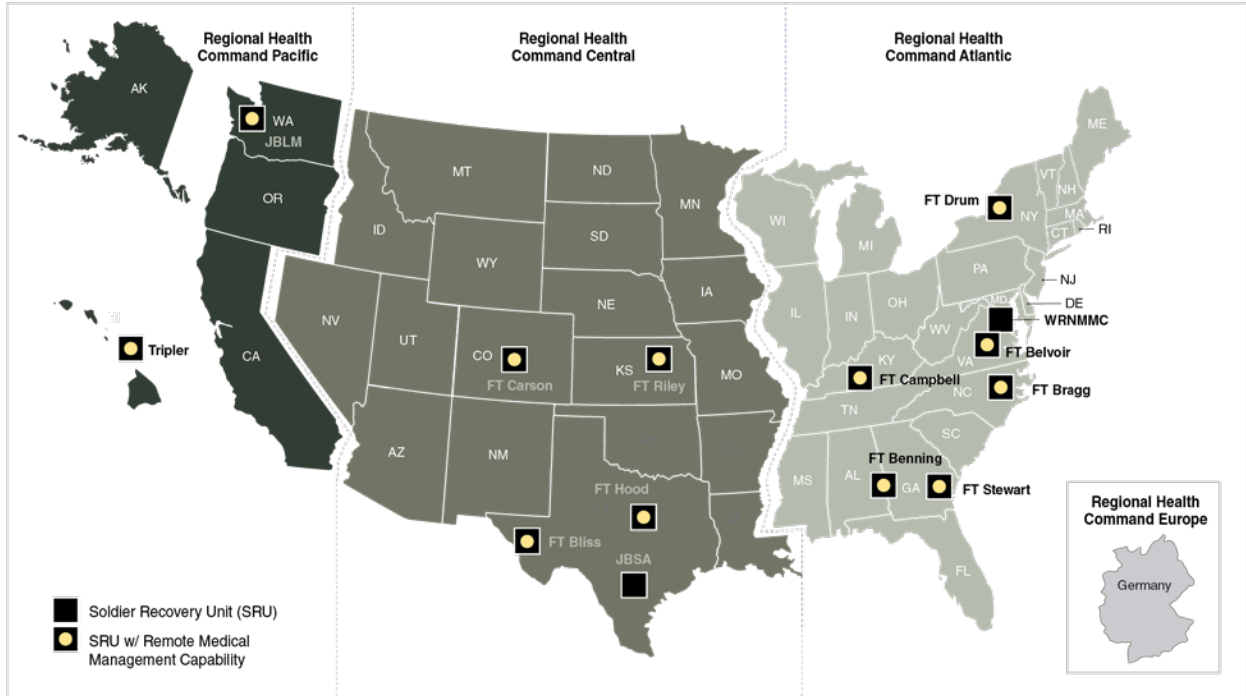 Regional Health
Command Pacific
Regional Health
Command Central
Regional Health
Command Atlantic
AK
WA
JBLM
OR
CA
HI
Tripler
MT
ND
MN
ID
SD
WY
NE
IA
NV
UT
CO
FT Carson
KS
FT Riley
MO
AZ
NM
FT Hood
FT Bliss
JBSA
ME
VT
NH
FT Drum
NY
MA
CT
RI
WI
MI
PA
NJ
IL
IN
OH
MD
DE
WRNMMC
WV
VA
FT Belvoir
KY
FT Campbell
NC
FT Bragg
TN
SC
FT Benning
MS
AL
GA
FT Stewart
FL
Regional Health
Command Europe
Germany
Soldier Recovery Unit (SRU)
SRU w/ Remote Medical
Management Capability